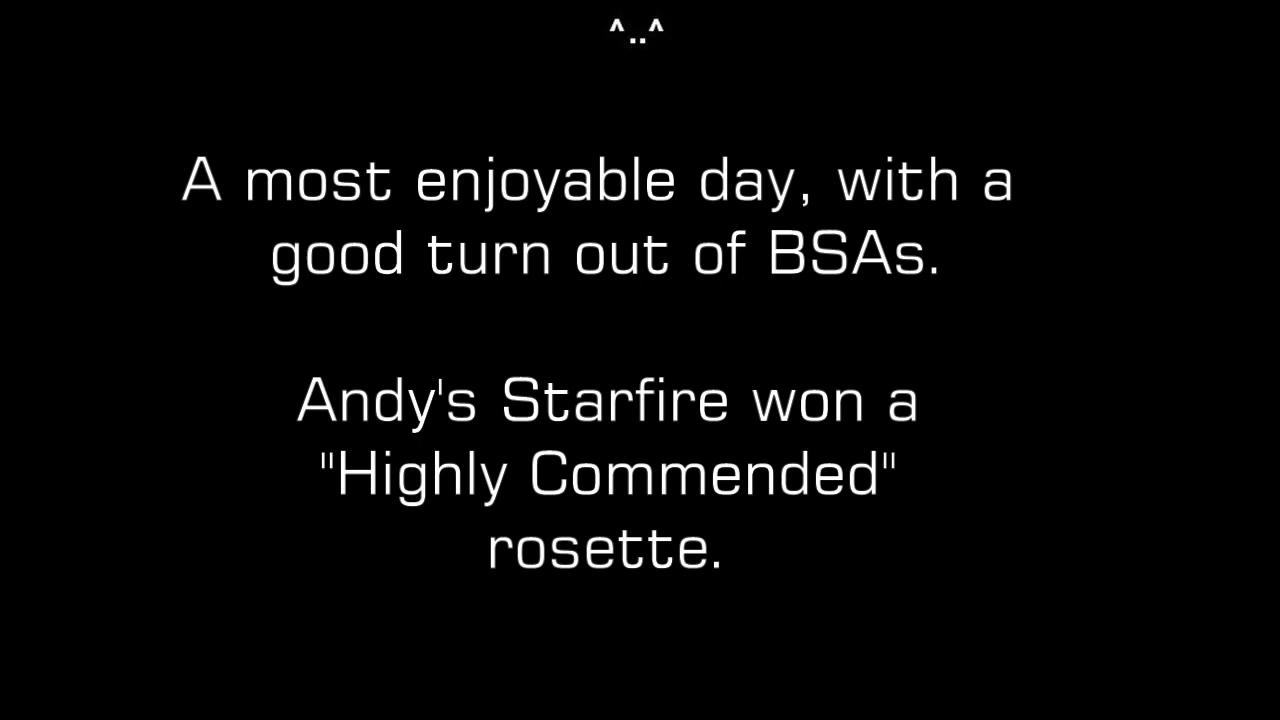 ^..^
A most enjoyable day, with a
good turn out of BSAs.
Andy's Starfire won a
"Highly Commended"
rosette.